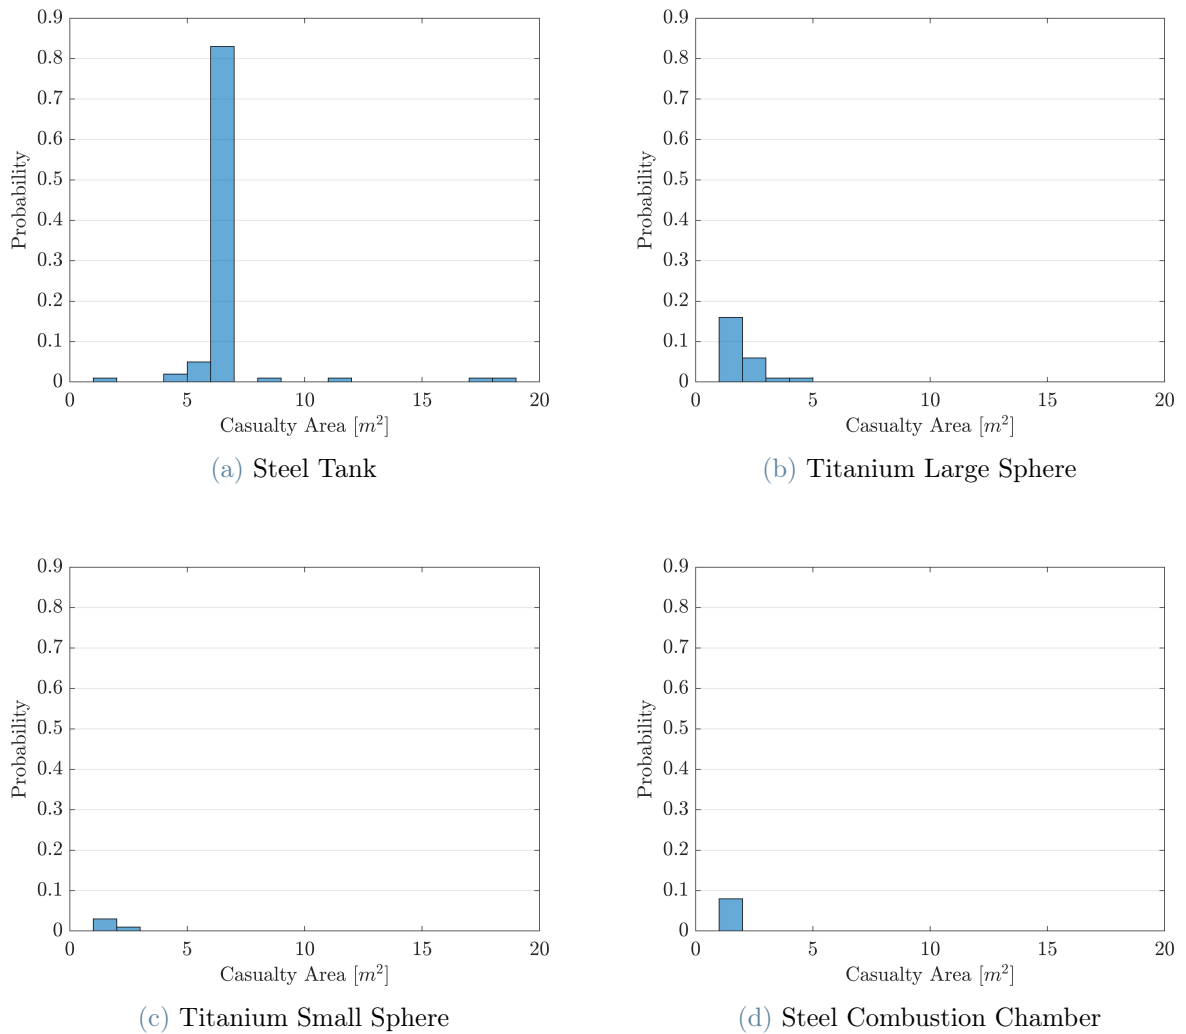 0.9
0.8
0.7
0.6
0.5
0.4
0.3
0.2
0.1
0
Probability
0 5 10 15 20
Casualty Area [m²]
(a) Steel Tank
0.9
0.8
0.7
0.6
0.5
0.4
0.3
0.2
0.1
0
Probability
0 5 10 15 20
Casualty Area [m²]
(b) Titanium Large Sphere
0.9
0.8
0.7
0.6
0.5
0.4
0.3
0.2
0.1
0
Probability
0 5 10 15 20
Casualty Area [m²]
(c) Titanium Small Sphere
0.9
0.8
0.7
0.6
0.5
0.4
0.3
0.2
0.1
0
Probability
0 5 10 15 20
Casualty Area [m²]
(d) Steel Combustion Chamber